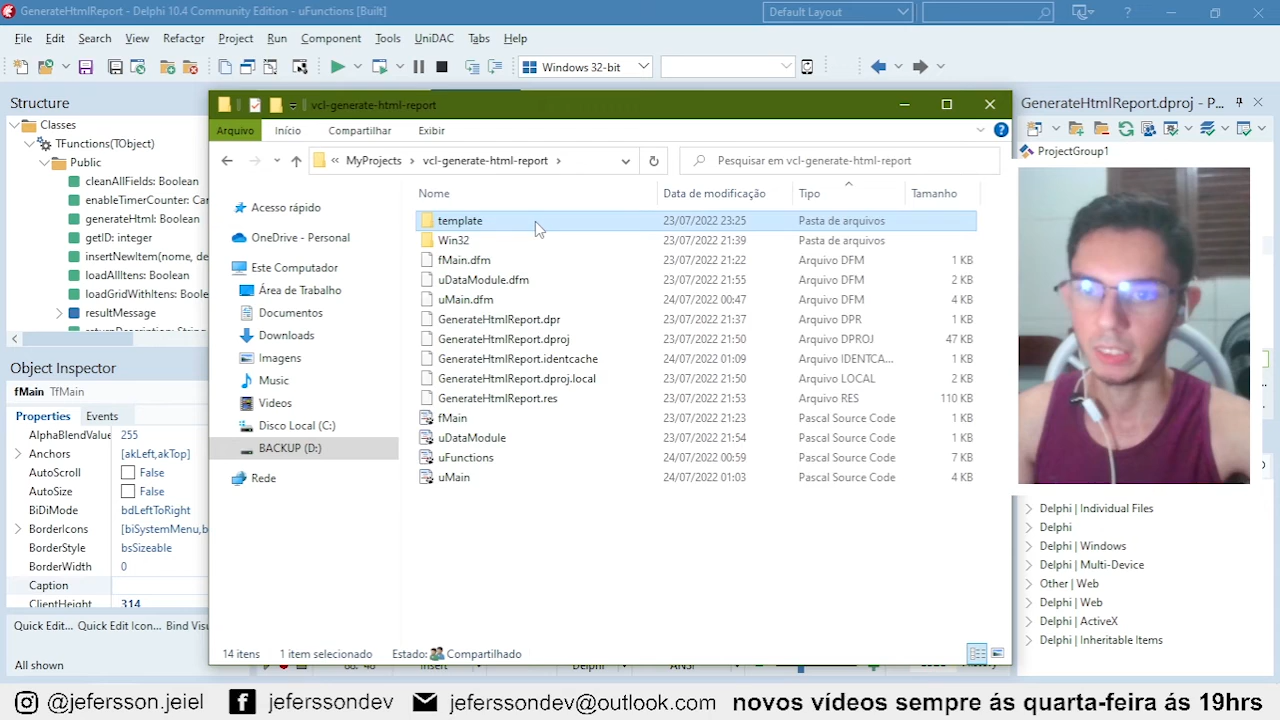 GenerateHtmlReport - Delphi 10.4 Community Edition - uFunctions [Built]
Default Layout
File Edit Search View Refactor Project Run Component Tools UniDAC Tabs Help
Windows 32-bit
Structure
Classes
TFunctions(TObject)
Public
cleanAllFields: Boolean
enableTimerCounter: Car
generateHtml: Boolean
getID: integer
insertNewItem(nome, de
loadAllItens: Boolean
loadGridWithItens: Boole
resultMessage
Object Inspector
fMain TFMain
Properties Events
AlphaBlendValue 255
Anchors [akLeft,akTop]
AutoScroll False
AutoSize False
BiDiMode bdLeftToRight
BorderIcons [biSystemMenu,b
BorderStyle bsSizeable
BorderWidth 0
Caption
ClientHeight 314
Quick Edit... Quick Edit Icon... Bind Visu
All shown
vcl-generate-html-report
Arquivo Início Compartilhar Exibir
« MyProjects > vcl-generate-html-report >
Pesquisar em vcl-generate-html-report
Acesso rápido
OneDrive - Personal
Este Computador
Área de Trabalho
Documentos
Downloads
Imagens
Music
Videos
Disco Local (C:)
BACKUP (D:)
Rede
Nome Data de modificação Tipo Tamanho
template 23/07/2022 23:25 Pasta de arquivos
Win32 23/07/2022 21:39 Pasta de arquivos
fMain.dfm 23/07/2022 21:22 Arquivo DFM 1 KB
uDataModule.dfm 23/07/2022 21:55 Arquivo DFM 2 KB
uMain.dfm 24/07/2022 00:47 Arquivo DFM 4 KB
GenerateHtmlReport.dpr 23/07/2022 21:37 Arquivo DPR 1 KB
GenerateHtmlReport.dproj 23/07/2022 21:50 Arquivo DPROJ 47 KB
GenerateHtmlReport.identcache 24/07/2022 01:09 Arquivo IDENTCA... 1 KB
GenerateHtmlReport.dproj.local 23/07/2022 21:50 Arquivo LOCAL 2 KB
GenerateHtmlReport.res 23/07/2022 21:53 Arquivo RES 110 KB
fMain 23/07/2022 21:23 Pascal Source Code 1 KB
uDataModule 23/07/2022 21:54 Pascal Source Code 1 KB
uFunctions 24/07/2022 00:59 Pascal Source Code 7 KB
uMain 24/07/2022 01:03 Pascal Source Code 4 KB
14 itens 1 item selecionado Estado: Compartilhado
GenerateHtmlReport.dproj - P...
ProjectGroup1
Delphi | Individual Files
Delphi
Delphi | Windows
Delphi | Multi-Device
Other | Web
Delphi | Web
Delphi | ActiveX
Delphi | Inheritable Items
@jefersson.jeiel jeferssondev jeferssondev@outlook.com novos vídeos sempre ás quarta-feira ás 19hrs